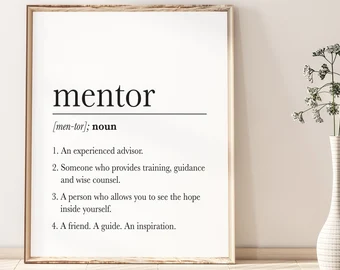 mentor
[men-tor]; noun
1. An experienced advisor.
2. Someone who provides training, guidance
and wise counsel.
3. A person who allows you to see the hope
inside yourself.
4. A friend. A guide. An inspiration.